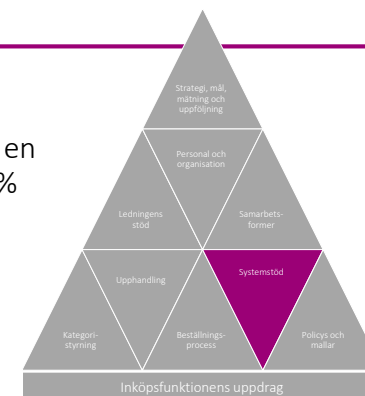 en
%
Strategi, mål,
mätning och
uppföljning
Personal och
organisation
Ledningens
stöd
Samarbets-
former
Upphandling
Systemstöd
Kategori-
styrning
Beställnings-
process
Policys och
mallar
Inköpsfunktionens uppdrag